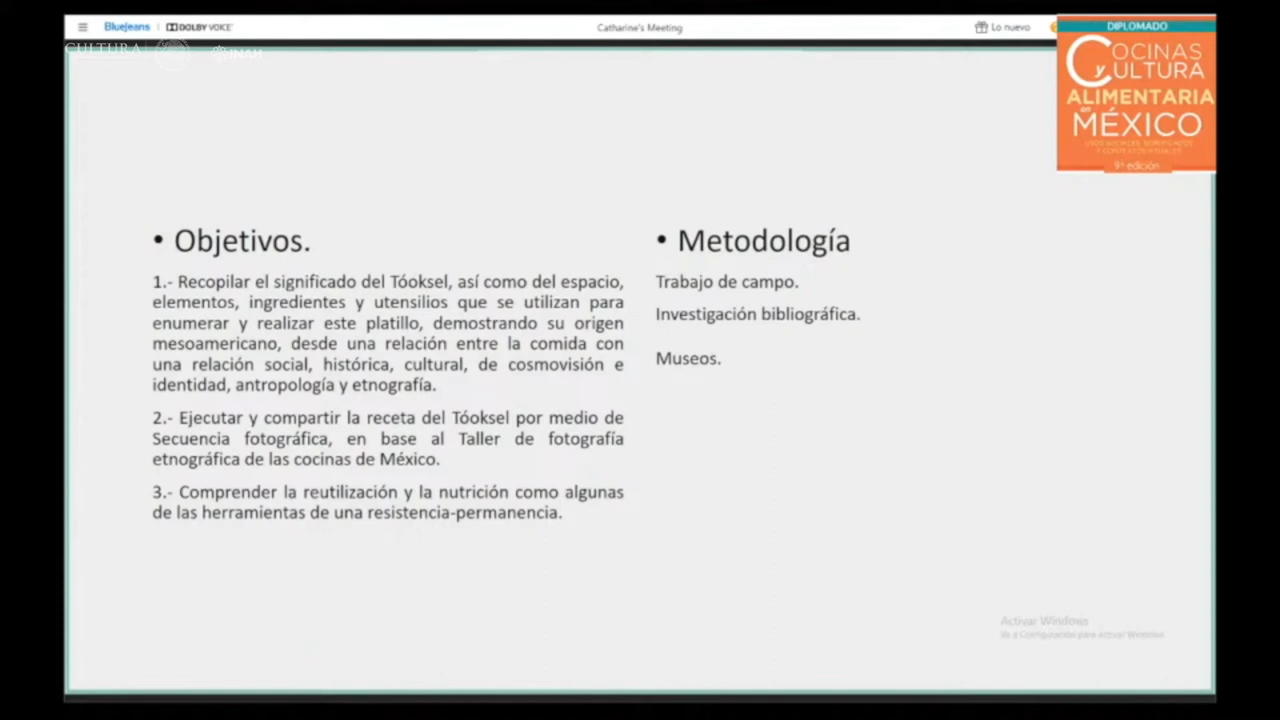 BlueJeans
DOLBY VOICE
Catharine's Meeting
Lo nuevo
CULTURA
DIPLOMADO
COCINAS
y CULTURA
ALIMENTARIA
en
MÉXICO
USOS SOCIALES, SIGNIFICADOS
Y CONTEXTOS RITUALES
9ª edición
• Objetivos.
1.- Recopilar el significado del Tóoksel, así como del espacio,
elementos, ingredientes y utensilios que se utilizan para
enumerar y realizar este platillo, demostrando su origen
mesoamericano, desde una relación entre la comida con
una relación social, histórica, cultural, de cosmovisión e
identidad, antropología y etnografía.
2.- Ejecutar y compartir la receta del Tóoksel por medio de
Secuencia fotográfica, en base al Taller de fotografía
etnográfica de las cocinas de México.
3.- Comprender la reutilización y la nutrición como algunas
de las herramientas de una resistencia-permanencia.
• Metodología
Trabajo de campo.
Investigación bibliográfica.
Museos.
Activar Windows
Ve a Configuración para activar Windows.